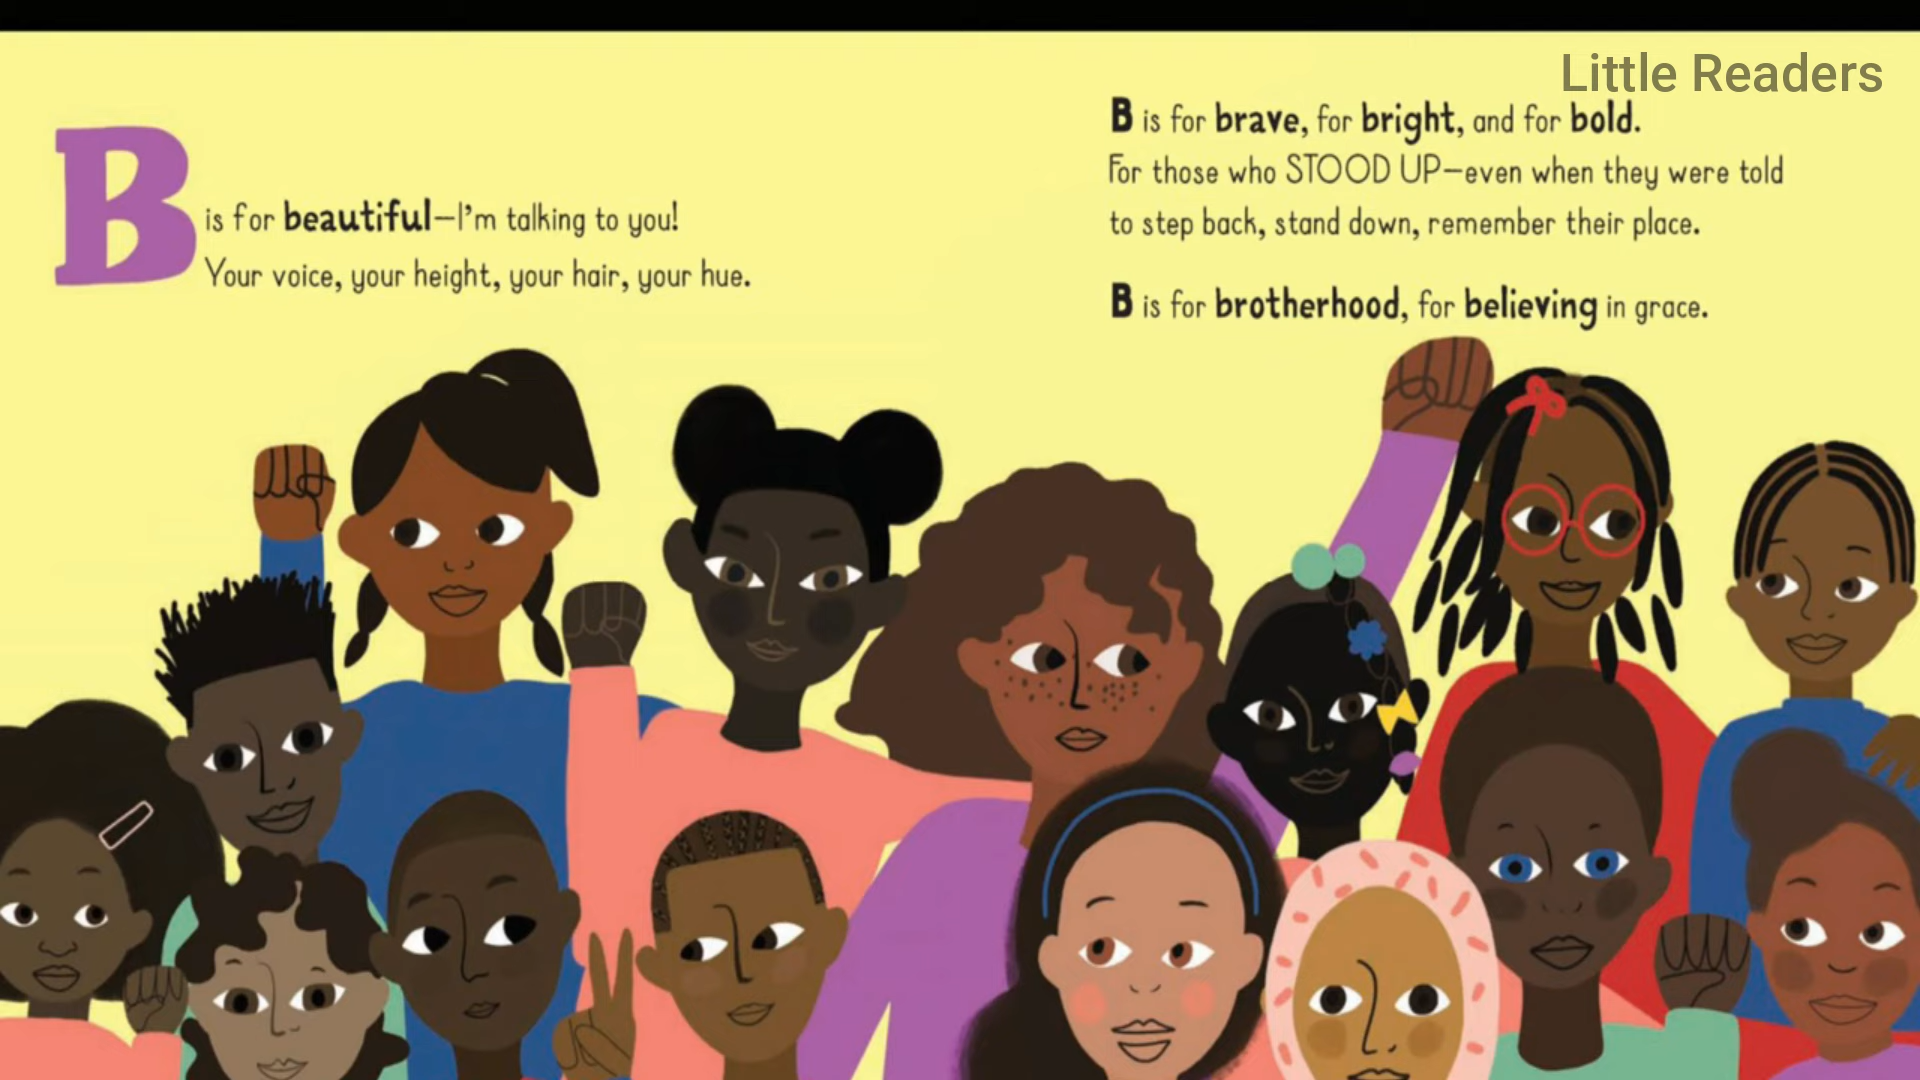 Little Readers
B is for beautiful—I'm talking to you!
Your voice, your height, your hair, your hue.
B is for brave, for bright, and for bold.
For those who STOOD UP—even when they were told
to step back, stand down, remember their place.
B is for brotherhood, for believing in grace.